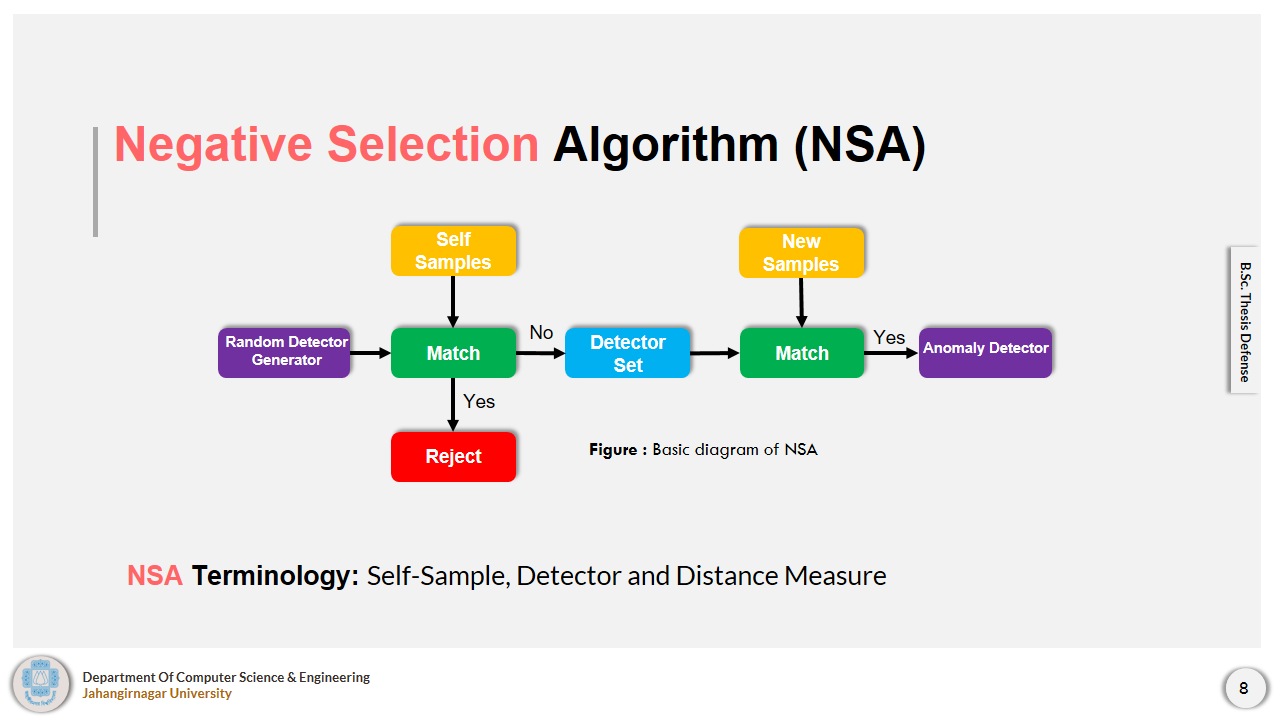 Negative Selection Algorithm (NSA)
Self
Samples
New
Samples
Random Detector
Generator
Match
No
Detector
Set
Match
Yes
Anomaly Detector
Yes
Reject
Figure : Basic diagram of NSA
NSA Terminology: Self-Sample, Detector and Distance Measure
B.Sc. Thesis Defense
Department Of Computer Science & Engineering
Jahangirnagar University
8